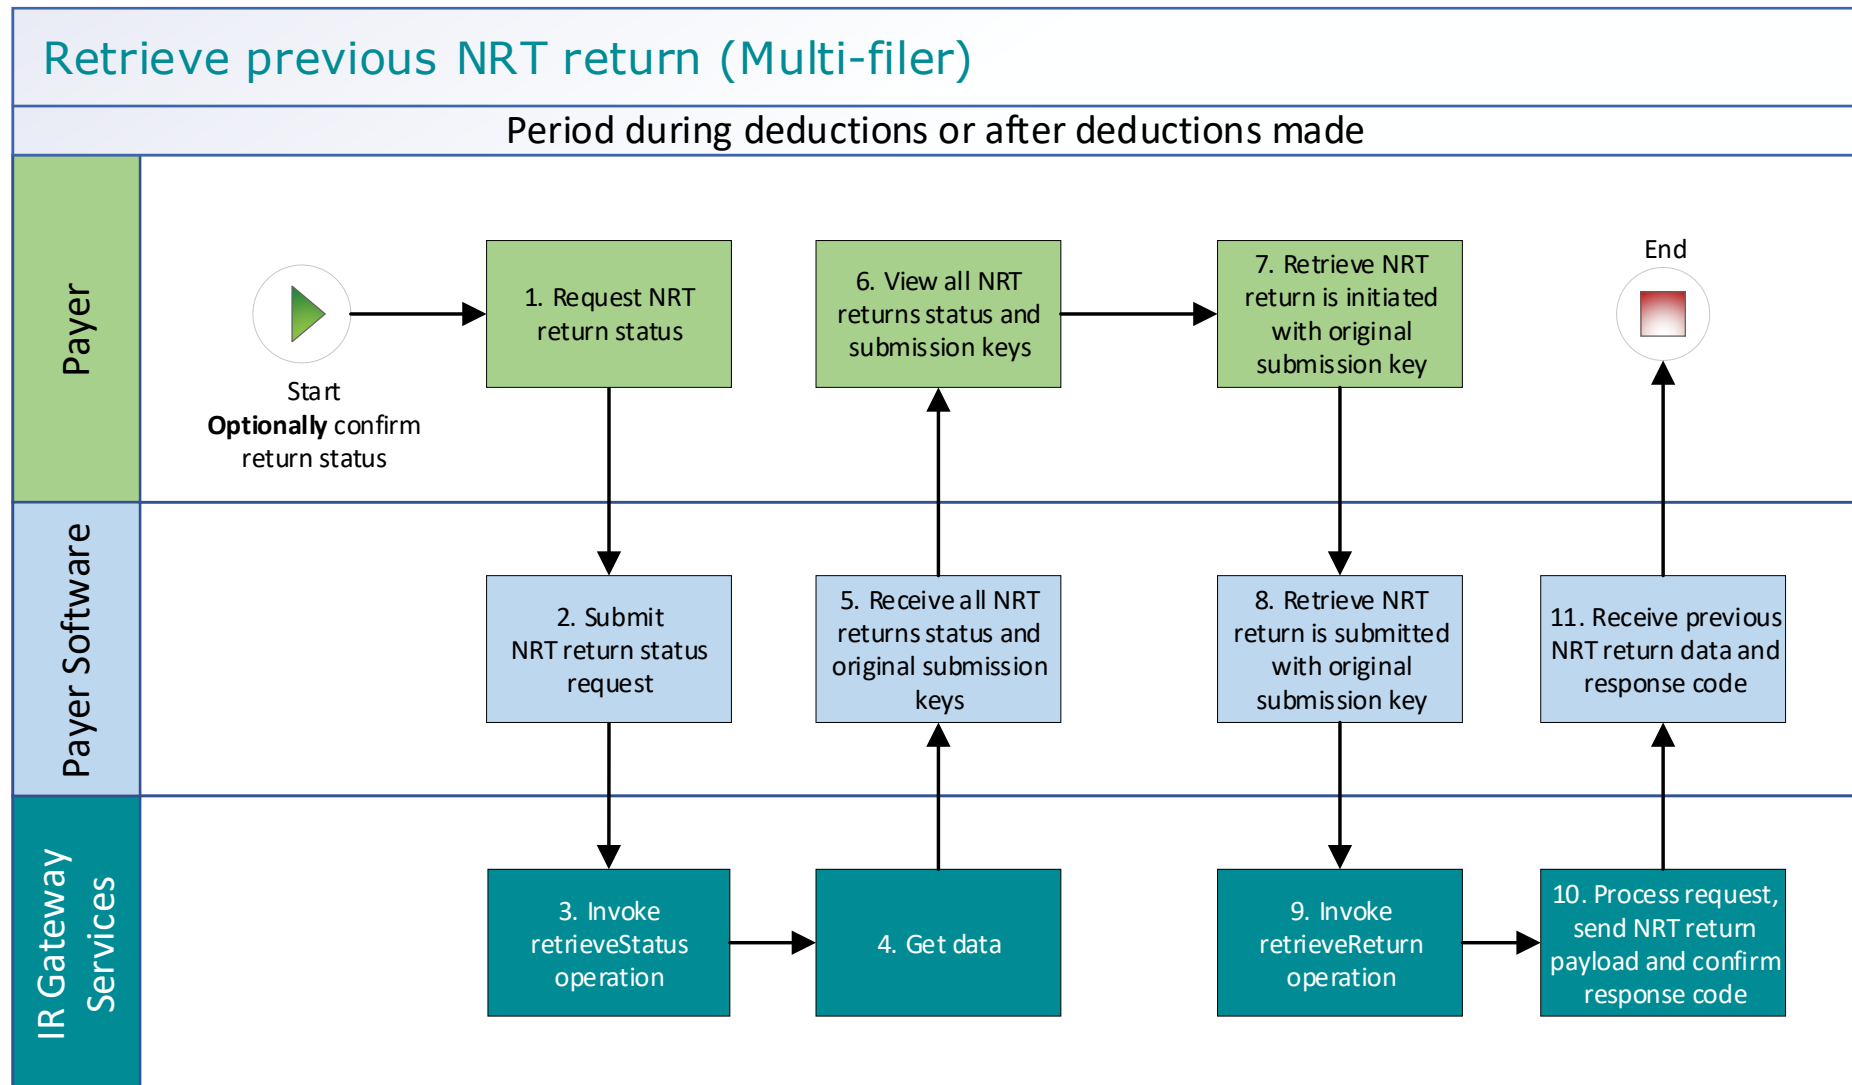 Retrieve previous NRT return (Multi-filer)
Period during deductions or after deductions made
Payer
Start
Optionally confirm
return status
1. Request NRT
return status
6. View all NRT
returns status and
submission keys
7. Retrieve NRT
return is initiated
with original
submission key
End
Payer Software
2. Submit
NRT return status
request
5. Receive all NRT
returns status and
original submission
keys
8. Retrieve NRT
return is submitted
with original
submission key
11. Receive previous
NRT return data and
response code
IR Gateway
Services
3. Invoke
retrieveStatus
operation
4. Get data
9. Invoke
retrieveReturn
operation
10. Process request,
send NRT return
payload and confirm
response code